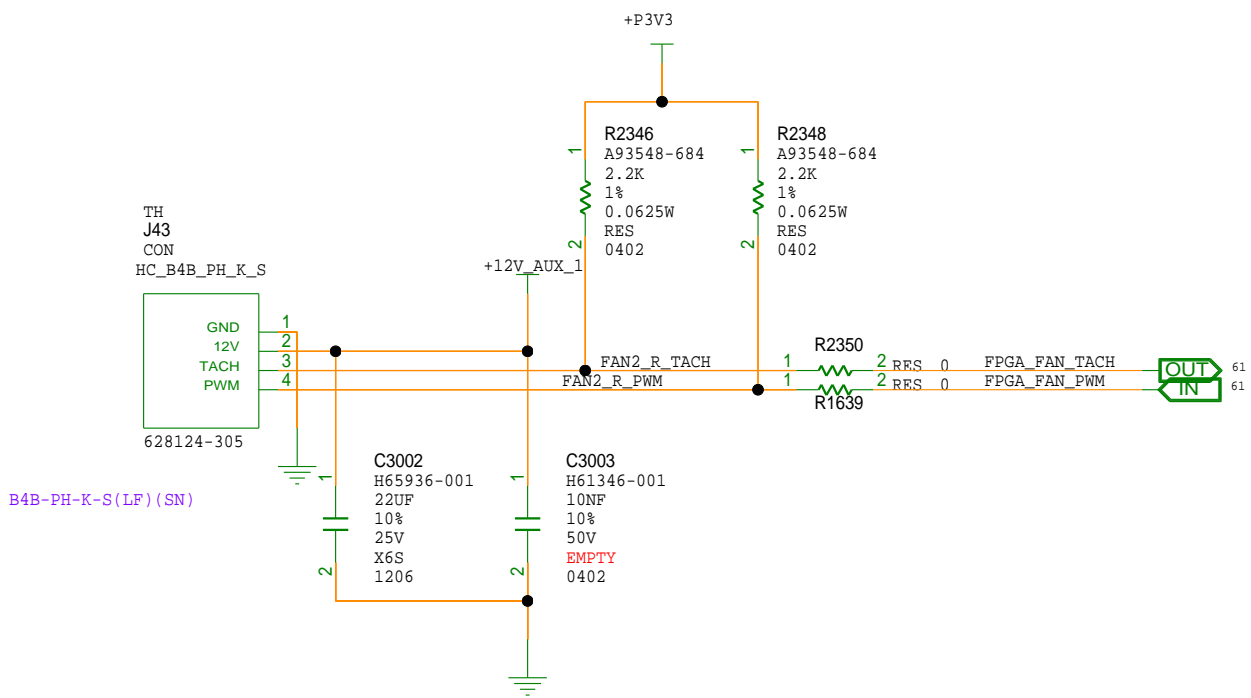 +P3V3
R2346
A93548-684
2.2K
1%
0.0625W
RES
0402
1
2
R2348
A93548-684
2.2K
1%
0.0625W
RES
0402
1
2
TH
J43
CON
HC_B4B_PH_K_S
GND 1
12V 2
TACH 3
PWM 4
628124-305
B4B-PH-K-S(LF)(SN)
+12V_AUX_1
FAN2_R_TACH
FAN2_R_PWM
R2350
1 2 RES 0 FPGA_FAN_TACH OUT 61
1 2 RES 0 FPGA_FAN_PWM IN 61
R1639
C3002
H65936-001
22UF
10%
25V
X6S
1206
1
2
C3003
H61346-001
10NF
10%
50V
EMPTY
0402
1
2